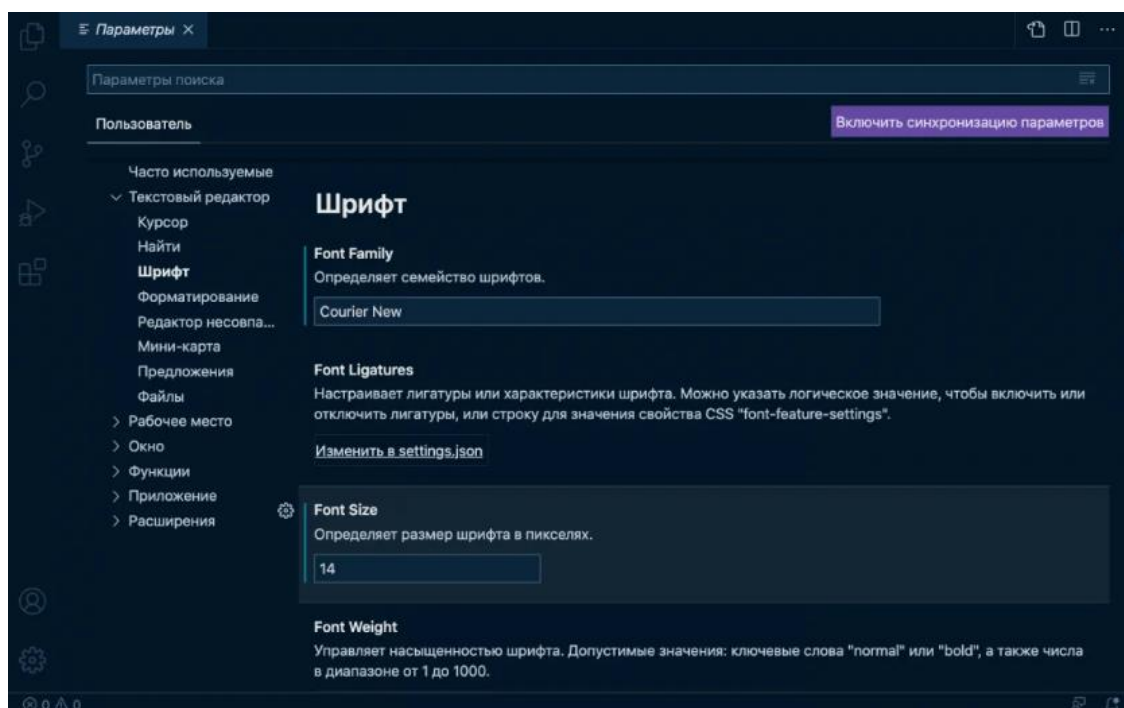 Параметры
Параметры поиска
Пользователь
Включить синхронизацию параметров
Часто используемые
Текстовый редактор
Курсор
Найти
Шрифт
Форматирование
Редактор несовпа...
Мини-карта
Предложения
Файлы
Рабочее место
Окно
Функции
Приложение
Расширения
Шрифт
Font Family
Определяет семейство шрифтов.
Courier New
Font Ligatures
Настраивает лигатуры или характеристики шрифта. Можно указать логическое значение, чтобы включить или
отключить лигатуры, или строку для значения свойства CSS "font-feature-settings".
Изменить в settings.json
Font Size
Определяет размер шрифта в пикселях.
14
Font Weight
Управляет насыщенностью шрифта. Допустимые значения: ключевые слова "normal" или "bold", а также числа
в диапазоне от 1 до 1000.
0 0